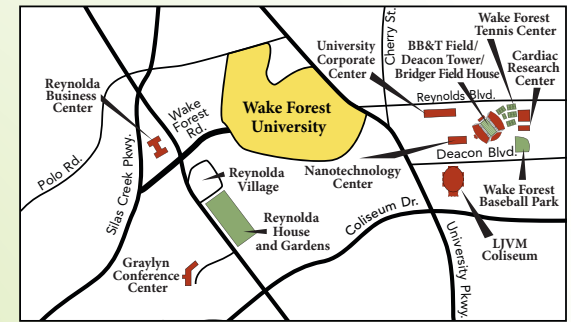 Wake Forest
Tennis Center
Cherry St.
University
Corporate
Center
BB&T Field/
Deacon Tower/
Bridger Field House
Cardiac
Research
Center
Reynolda
Business
Center
Reynolds Blvd.
Wake
Forest
Rd.
Wake Forest
University
Deacon Blvd.
Polo Rd.
Silas Creek Pkwy.
Nanotechnology
Center
Reynolda
Village
Wake Forest
Baseball Park
Reynolda
House
and Gardens
Coliseum Dr.
University Pkwy.
LJVM
Coliseum
Graylyn
Conference
Center